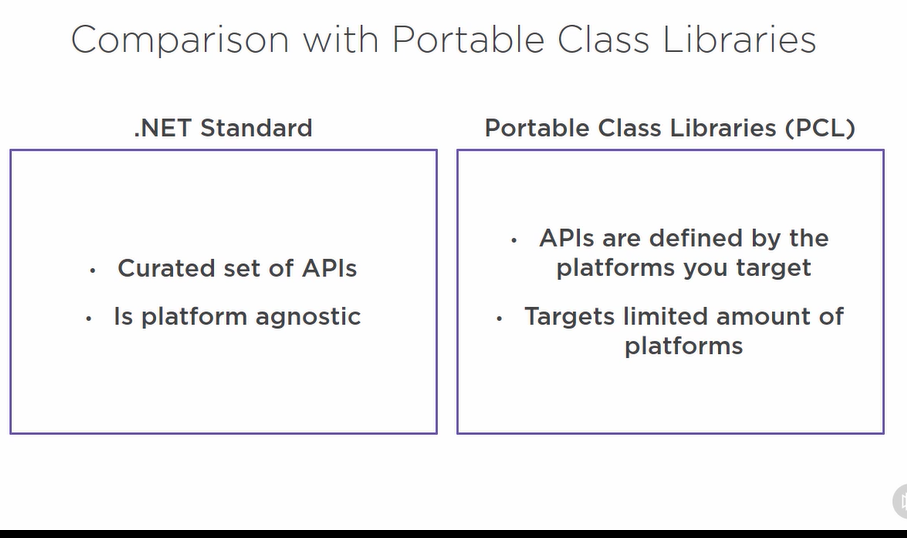 Comparison with Portable Class Libraries
.NET Standard
• Curated set of APIs
• Is platform agnostic
Portable Class Libraries (PCL)
• APIs are defined by the
platforms you target
• Targets limited amount of
platforms